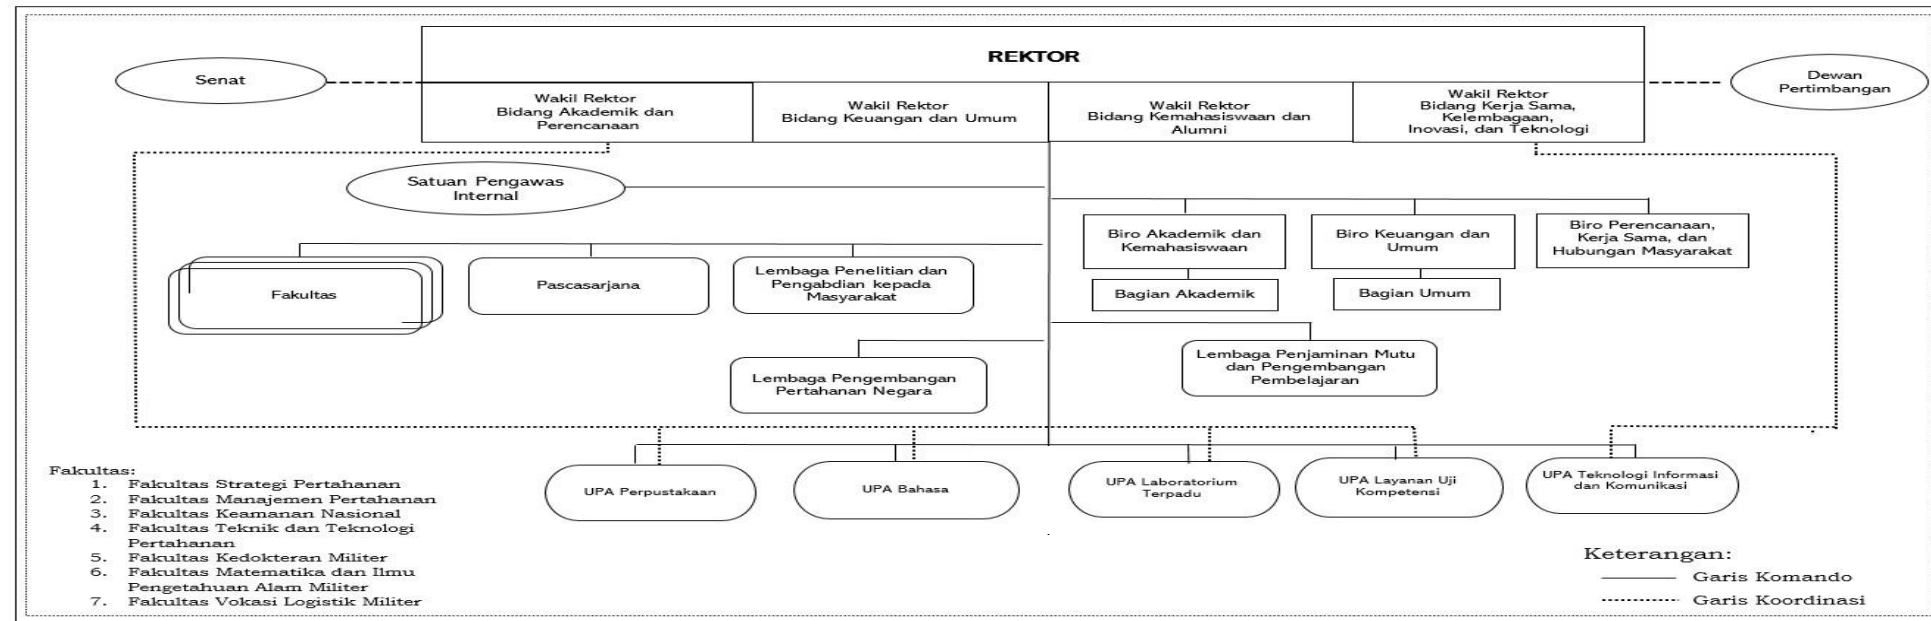 REKTOR
Senat
Dewan
Pertimbangan
Wakil Rektor
Bidang Akademik dan
Perencanaan
Wakil Rektor
Bidang Keuangan dan Umum
Wakil Rektor
Bidang Kemahasiswaan dan
Alumni
Wakil Rektor
Bidang Kerja Sama,
Kelembagaan,
Inovasi, dan Teknologi
Satuan Pengawas
Internal
Biro Akademik dan
Kemahasiswaan
Biro Keuangan dan
Umum
Biro Perencanaan,
Kerja Sama, dan
Hubungan Masyarakat
Bagian Akademik
Bagian Umum
Fakultas
Pascasarjana
Lembaga Penelitian dan
Pengabdian kepada
Masyarakat
Lembaga Pengembangan
Pertahanan Negara
Lembaga Penjaminan Mutu
dan Pengembangan
Pembelajaran
UPA Perpustakaan
UPA Bahasa
UPA Laboratorium
Terpadu
UPA Layanan Uji
Kompetensi
UPA Teknologi Informasi
dan Komunikasi
Fakultas:
1. Fakultas Strategi Pertahanan
2. Fakultas Manajemen Pertahanan
3. Fakultas Keamanan Nasional
4. Fakultas Teknik dan Teknologi
Pertahanan
5. Fakultas Kedokteran Militer
6. Fakultas Matematika dan Ilmu
Pengetahuan Alam Militer
7. Fakultas Vokasi Logistik Militer
Keterangan:
Garis Komando
Garis Koordinasi